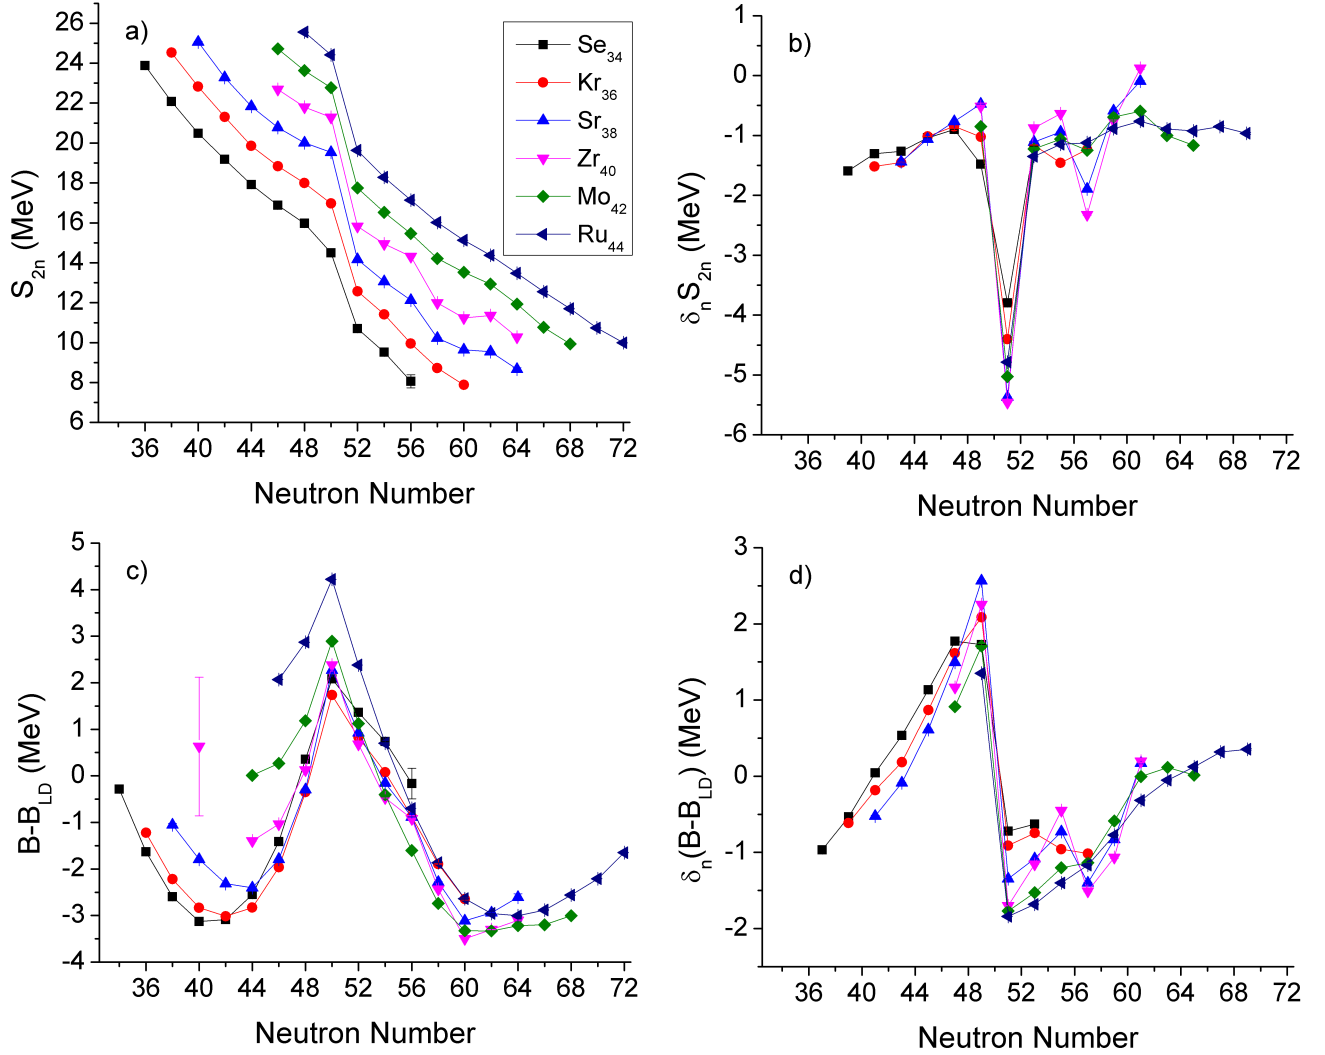 a)
26
24
22
20
18
16
14
12
10
8
6
S2n (MeV)
36 40 44 48 52 56 60 64 68 72
Neutron Number
Se34
Kr36
Sr38
Zr40
Mo42
Ru44
b)
1
0
-1
-2
-3
-4
-5
-6
δnS2n (MeV)
36 40 44 48 52 56 60 64 68 72
Neutron Number
c)
5
4
3
2
1
0
-1
-2
-3
-4
B-BLD (MeV)
36 40 44 48 52 56 60 64 68 72
Neutron Number
d)
3
2
1
0
-1
-2
δn(B-BLD) (MeV)
36 40 44 48 52 56 60 64 68 72
Neutron Number